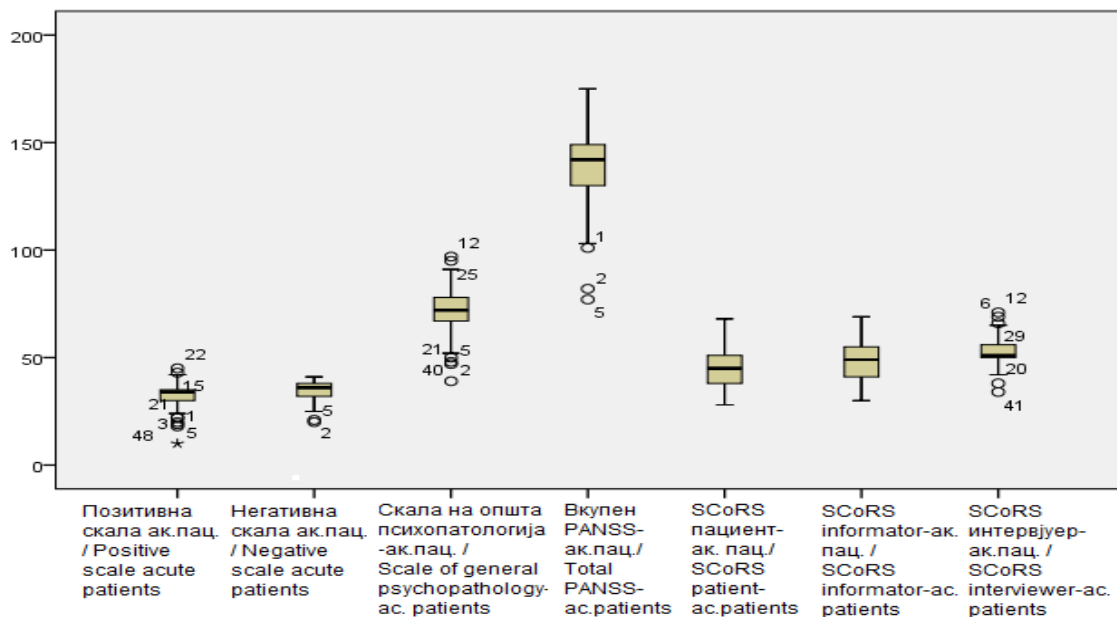 200
150
100
50
0
22
15
21
3
1
48
5
5
2
12
25
21
5
40
2
1
2
5
6
12
29
20
41
Позитивна
скала ак.пац.
/ Positive
scale acute
patients
Негативна
скала ак.пац.
/ Negative
scale acute
patients
Скала на општа
психопатологија
-ак.пац. /
Scale of general
psychopathology-
ac. patients
Вкупен
PANSS-
ак.пац./
Total
PANSS-
ac.patients
SCoRS
пациент-
ак. пац./
SCoRS
patient-
ac.patients
SCoRS
informator-ак.
пац. /
SCoRS
informator-ac.
patients
SCoRS
интервјуер-
ак.пац. /
SCoRS
interviewer-ac.
patients